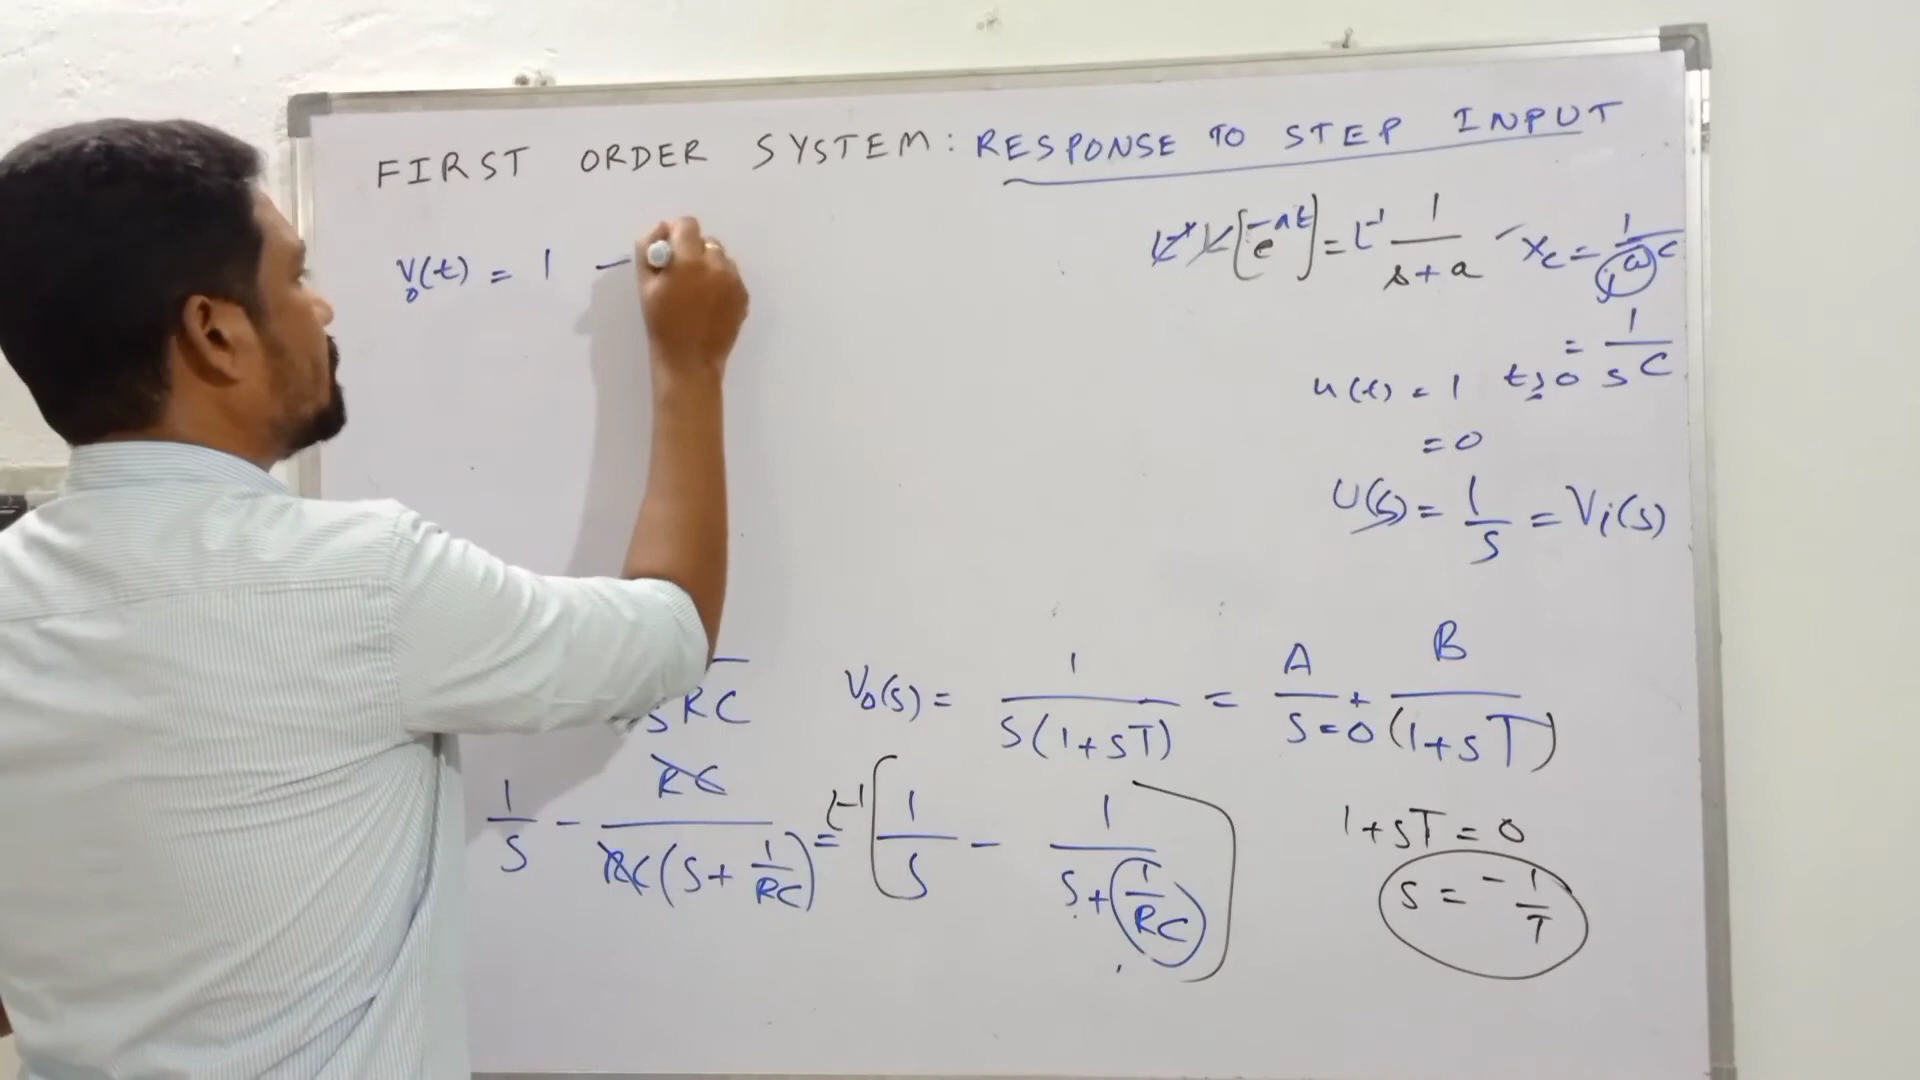 FIRST ORDER SYSTEM: RESPONSE TO STEP INPUT
V₀(t) = 1 −
[e^-at] = L⁻¹ 1/(s+a)
Xc = 1/(jωC)
= 1/(sC)
u(t) = 1 t≥0
= 0
U(s) = 1/S = Vi(s)
sRC
V₀(s) = 1/(S(1+sT)) = A/(S=0) + B/(1+sT)
1/S − RC/(RC(S + 1/RC)) = L⁻¹[1/S − 1/(S + 1/RC)]
1+sT = 0
S = −1/T